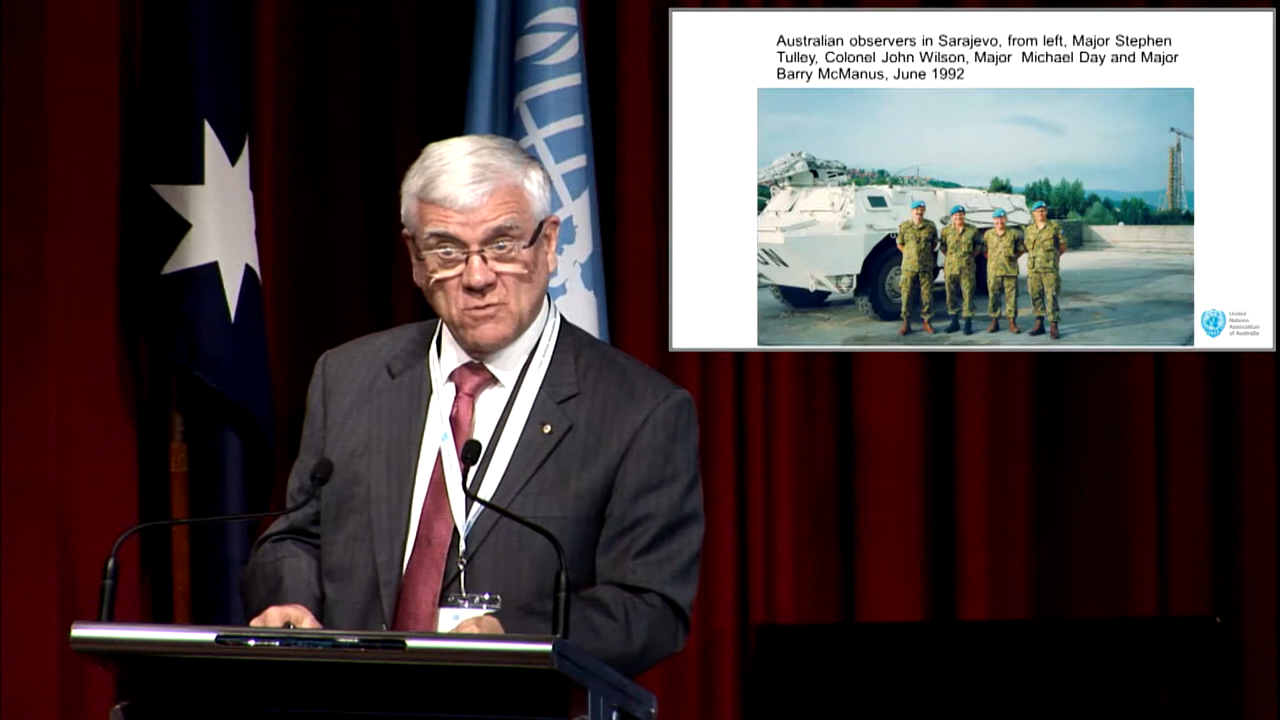 Australian observers in Sarajevo, from left, Major Stephen
Tulley, Colonel John Wilson, Major  Michael Day and Major
Barry McManus, June 1992
UN
United
Nations
Association
of Australia